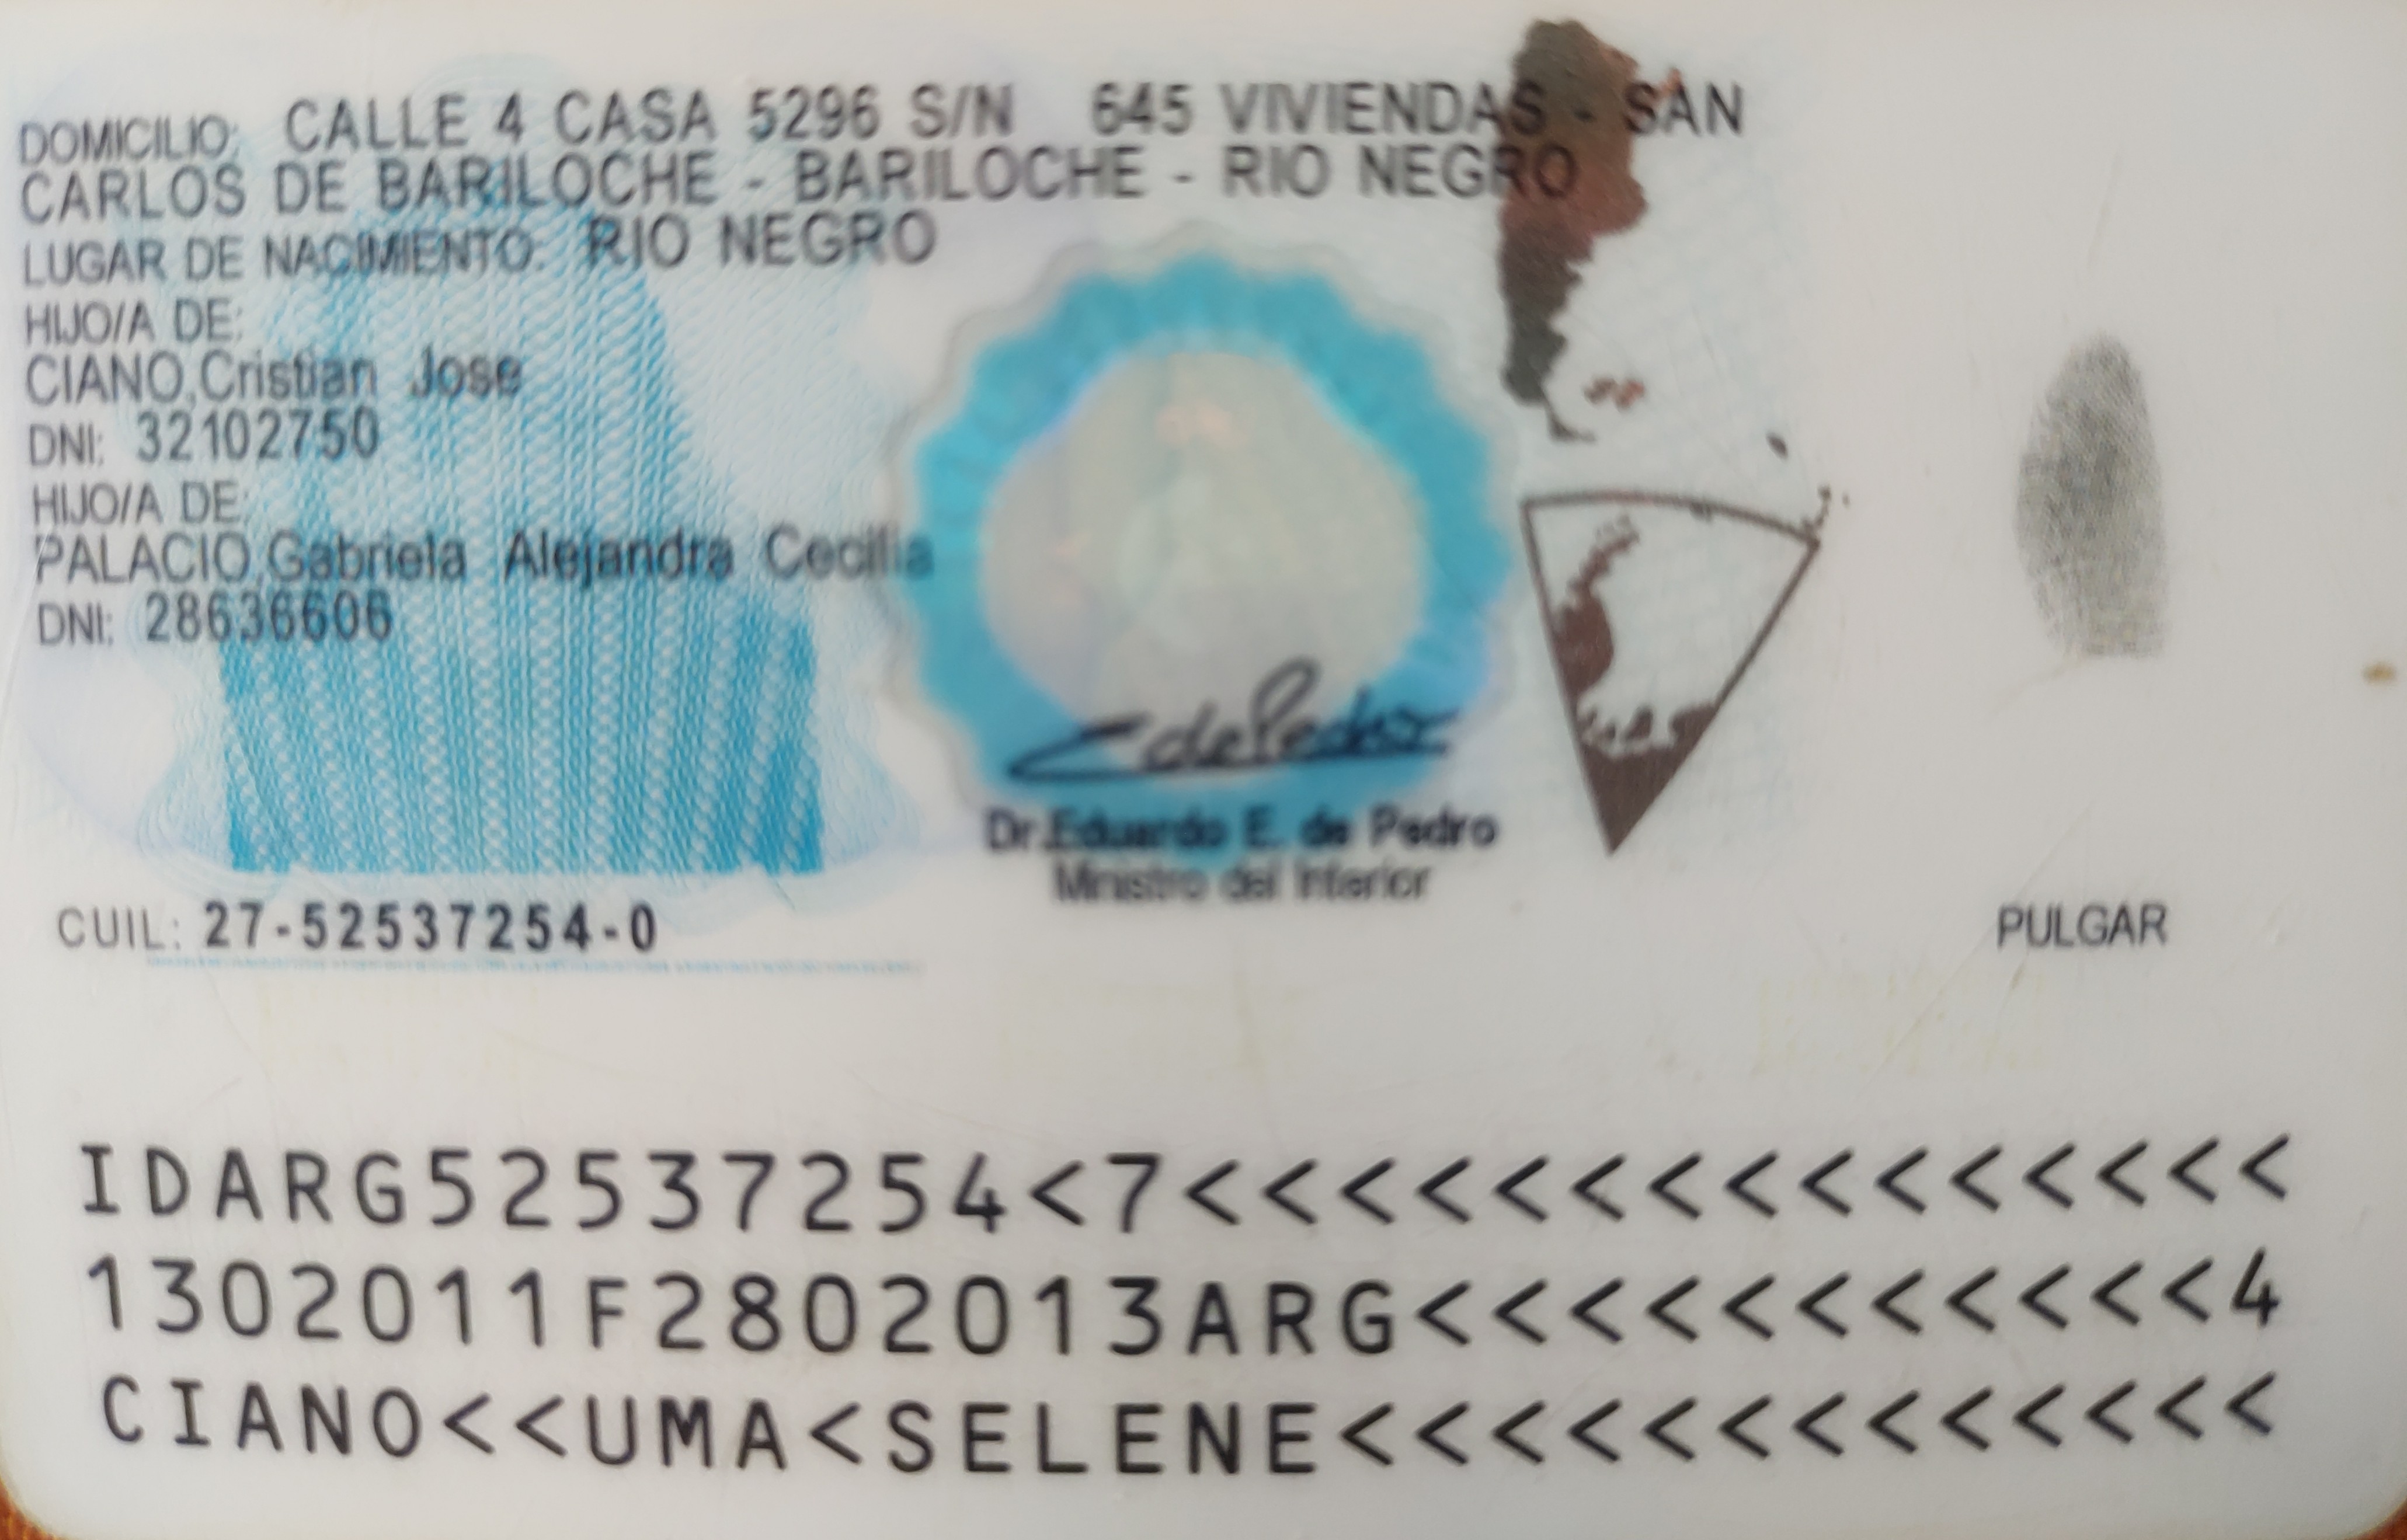 DOMICILIO: CALLE 4 CASA 5296 S/N 645 VIVIENDAS - SAN
CARLOS DE BARILOCHE - BARILOCHE - RIO NEGRO
LUGAR DE NACIMIENTO: RIO NEGRO
HIJO/A DE:
CIANO,Cristian Jose
DNI: 32102750
HIJO/A DE:
PALACIO,Gabriela Alejandra Cecilia
DNI: 28636606
E de Pedro
Dr.Eduardo E. de Pedro
Ministro del Interior
CUIL: 27-52537254-0
PULGAR
IDARG52537254<7<<<<<<<<<<<<<<<
1302011F2802013ARG<<<<<<<<<<<4
CIANO<<UMA<SELENE<<<<<<<<<<<<<